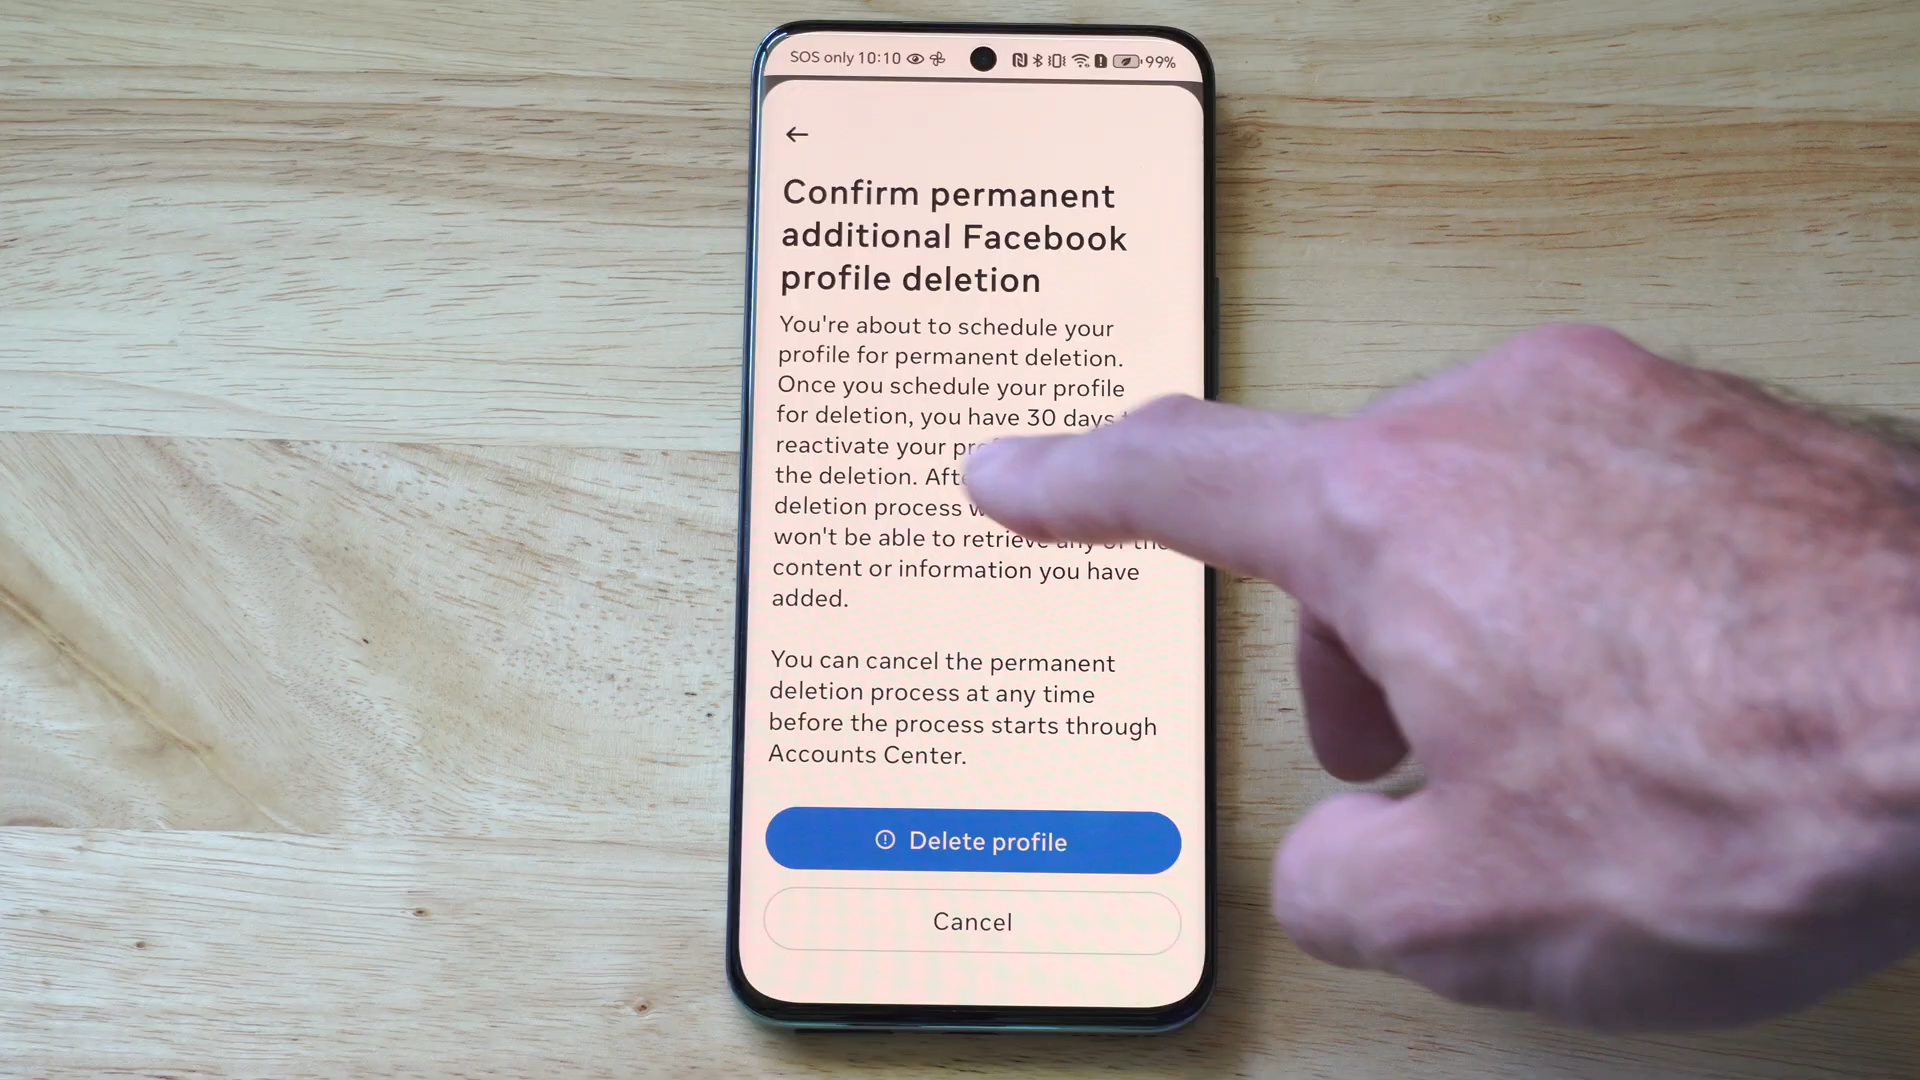 SOS only 10:10 99%
Confirm permanent
additional Facebook
profile deletion
You're about to schedule your
profile for permanent deletion.
Once you schedule your profile
for deletion, you have 30 days
reactivate your
the deletion.
deletion process
won't be able to retrieve any of the
content or information you have
added.
You can cancel the permanent
deletion process at any time
before the process starts through
Accounts Center.
Delete profile
Cancel